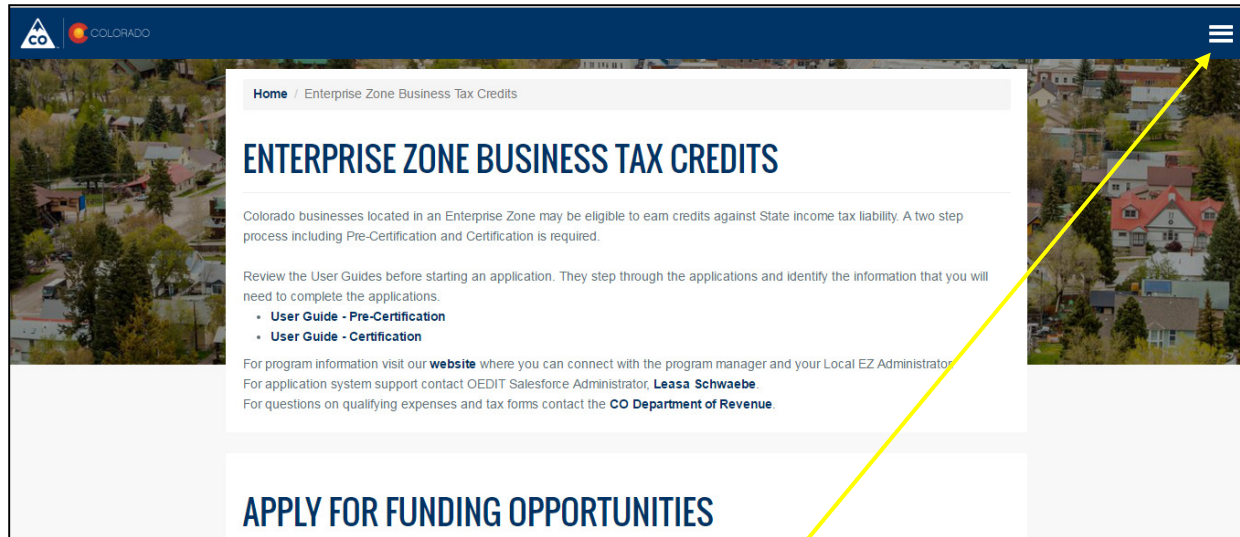 CO COLORADO
Home / Enterprise Zone Business Tax Credits
ENTERPRISE ZONE BUSINESS TAX CREDITS
Colorado businesses located in an Enterprise Zone may be eligible to earn credits against State income tax liability. A two step
process including Pre-Certification and Certification is required.
Review the User Guides before starting an application. They step through the applications and identify the information that you will
need to complete the applications.
• User Guide - Pre-Certification
• User Guide - Certification
For program information visit our website where you can connect with the program manager and your Local EZ Administrator.
For application system support contact OEDIT Salesforce Administrator, Leasa Schwaebe.
For questions on qualifying expenses and tax forms contact the CO Department of Revenue.
APPLY FOR FUNDING OPPORTUNITIES